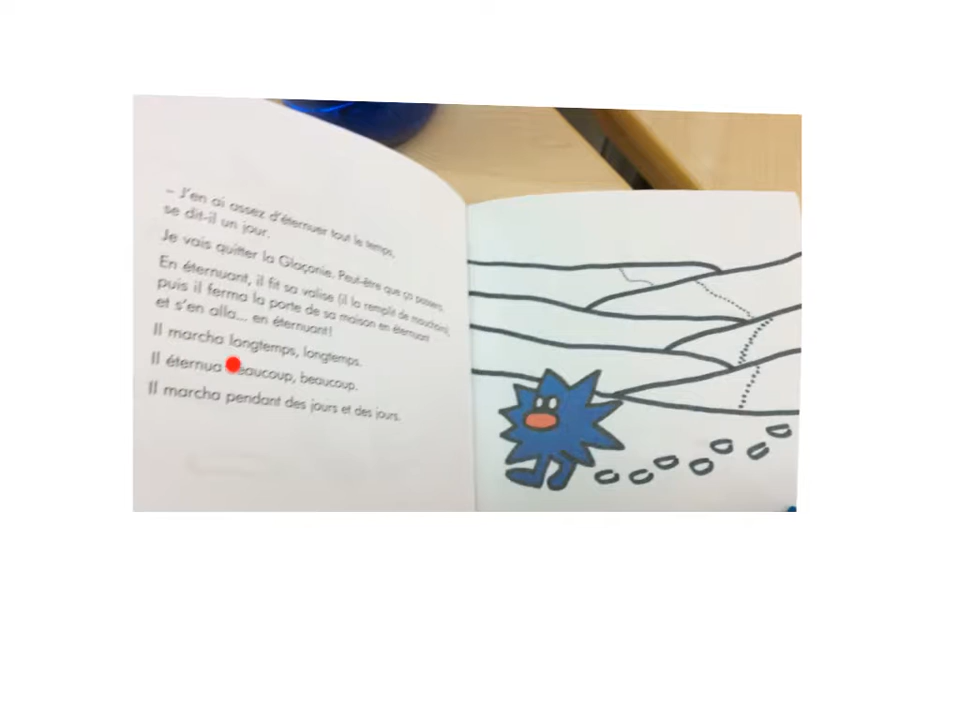 – J'en ai assez d'éternuer tout le temps,
se dit-il un jour.
Je vais quitter la Glaçonie. Peut-être que ça passera.
En éternuant, il fit sa valise (il la remplit de mouchoirs),
puis il ferma la porte de sa maison en éternuant
et s'en alla... en éternuant!
Il marcha longtemps, longtemps.
Il éternua beaucoup, beaucoup.
Il marcha pendant des jours et des jours.